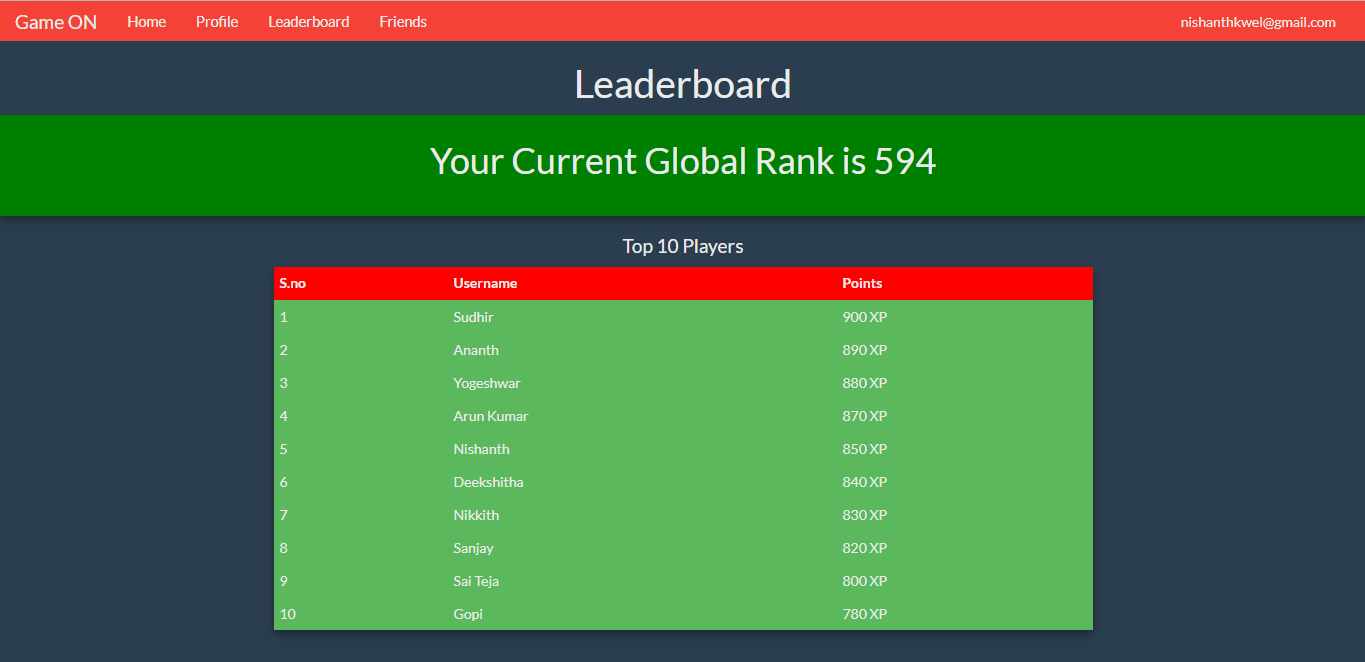 Game ON Home Profile Leaderboard Friends nishanthkwel@gmail.com
Leaderboard
Your Current Global Rank is 594
Top 10 Players
S.no Username Points
1 Sudhir 900 XP
2 Ananth 890 XP
3 Yogeshwar 880 XP
4 Arun Kumar 870 XP
5 Nishanth 850 XP
6 Deekshitha 840 XP
7 Nikkith 830 XP
8 Sanjay 820 XP
9 Sai Teja 800 XP
10 Gopi 780 XP